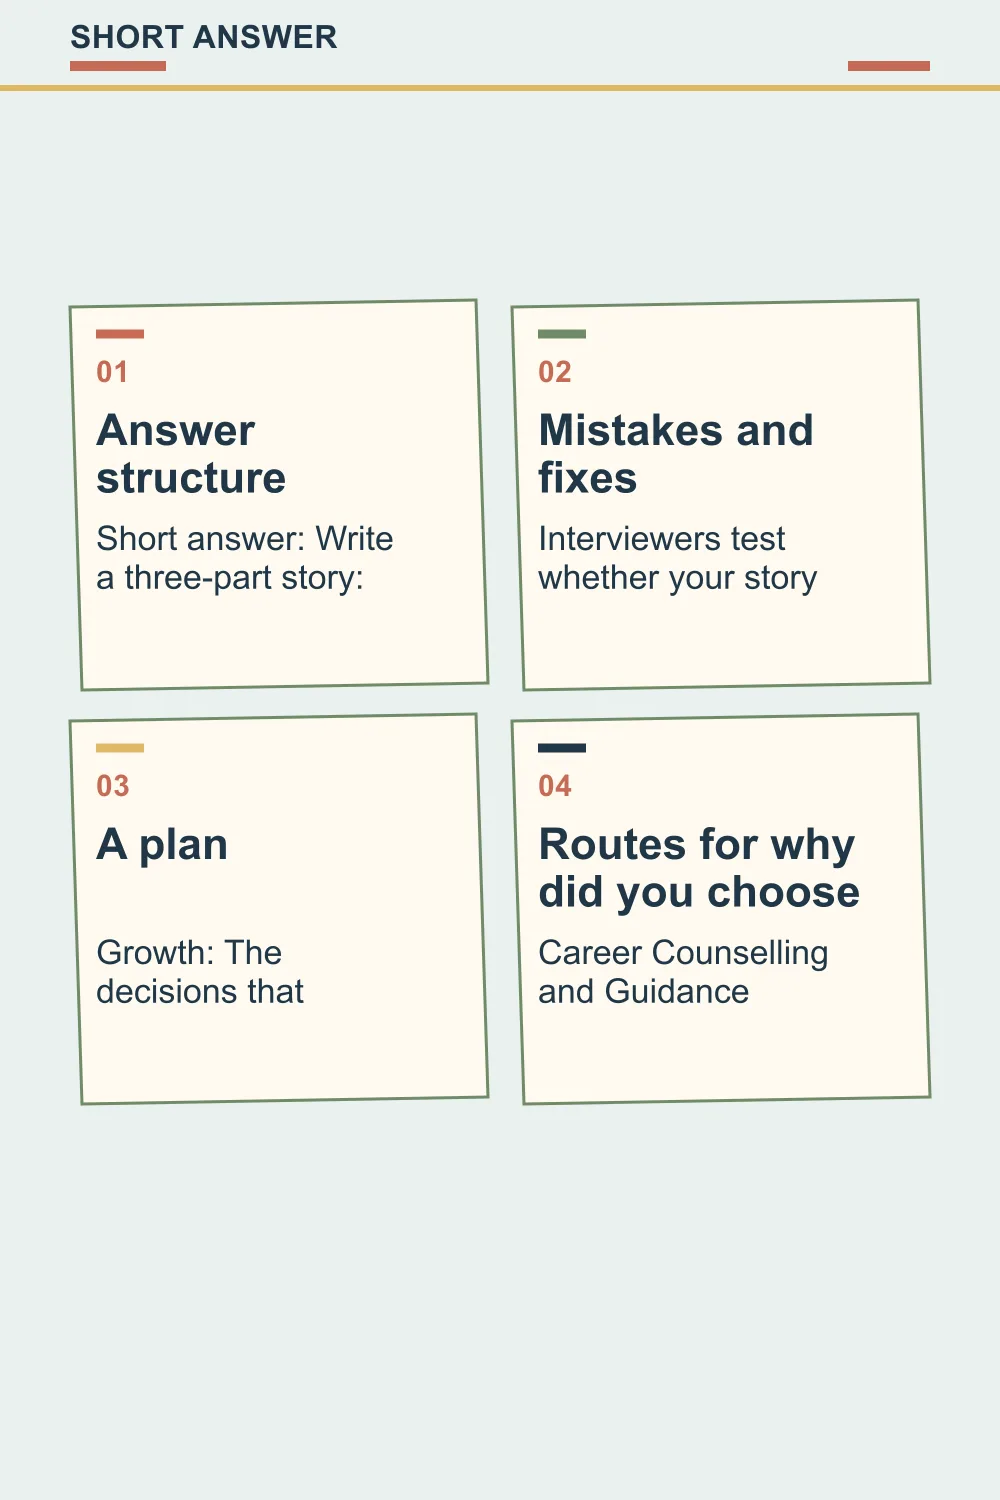 SHORT ANSWER
01
Answer
structure
Short answer: Write
a three-part story:
02
Mistakes and
fixes
Interviewers test
whether your story
03
A plan
Growth: The
decisions that
04
Routes for why
did you choose
Career Counselling
and Guidance